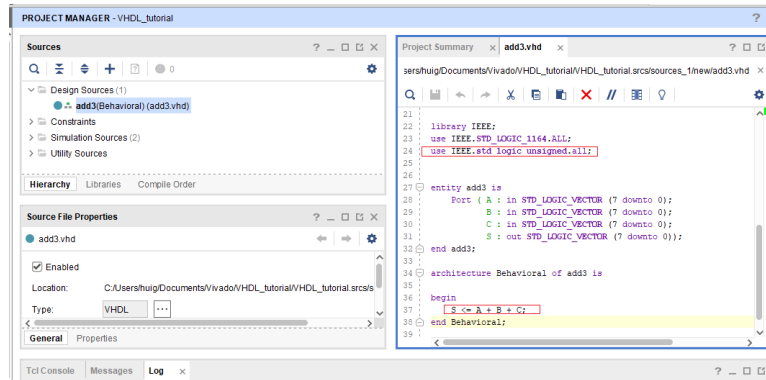 PROJECT MANAGER - VHDL_tutorial
?
Sources
? _
0
Design Sources (1)
add3(Behavioral) (add3.vhd)
Constraints
Simulation Sources (2)
Utility Sources
Hierarchy Libraries Compile Order
Source File Properties
? _
add3.vhd
Enabled
Location: C:/Users/huig/Documents/Vivado/VHDL_tutorial/VHDL_tutorial.srcs/s
Type: VHDL ...
General Properties
Project Summary × add3.vhd ×
?
sers/huig/Documents/Vivado/VHDL_tutorial/VHDL_tutorial.srcs/sources_1/new/add3.vhd ×
21
22 library IEEE;
23 use IEEE.STD_LOGIC_1164.ALL;
24 use IEEE.std_logic_unsigned.all;
25
26
27 entity add3 is
28 Port ( A : in STD_LOGIC_VECTOR (7 downto 0);
29 B : in STD_LOGIC_VECTOR (7 downto 0);
30 C : in STD_LOGIC_VECTOR (7 downto 0);
31 S : out STD_LOGIC_VECTOR (7 downto 0));
32 end add3;
33
34 architecture Behavioral of add3 is
35
36 begin
37 S <= A + B + C;
38 end Behavioral;
39
Tcl Console Messages Log ×
? _